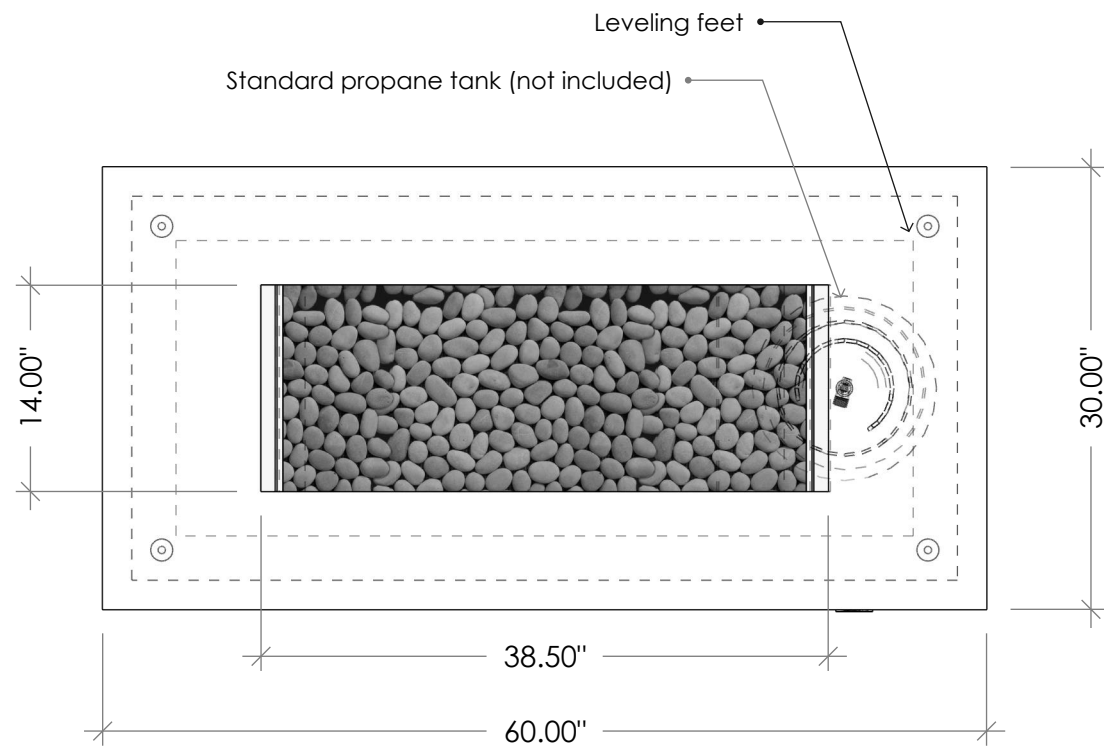 Leveling feet
Standard propane tank (not included)
14.00"
30.00"
38.50"
60.00"